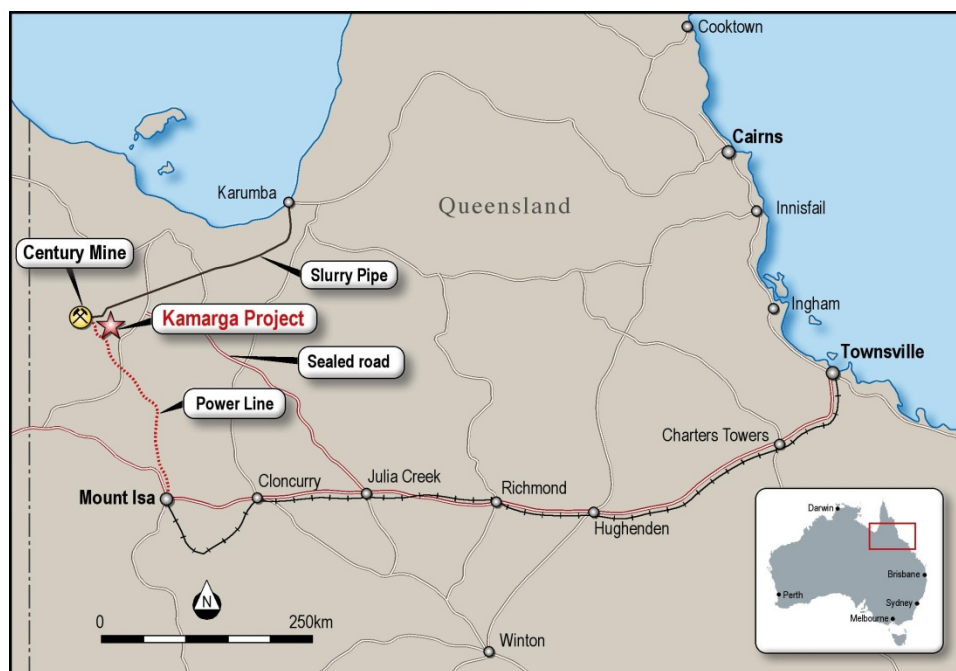 Cooktown
Cairns
Karumba
Innisfail
Queensland
Century Mine
Slurry Pipe
Ingham
Kamarga Project
Townsville
Sealed road
Power Line
Charters Towers
Julia Creek
Cloncurry
Mount Isa
Richmond
Hughenden
Darwin
Brisbane
Perth
Sydney
Melbourne
N
0 250km
Winton